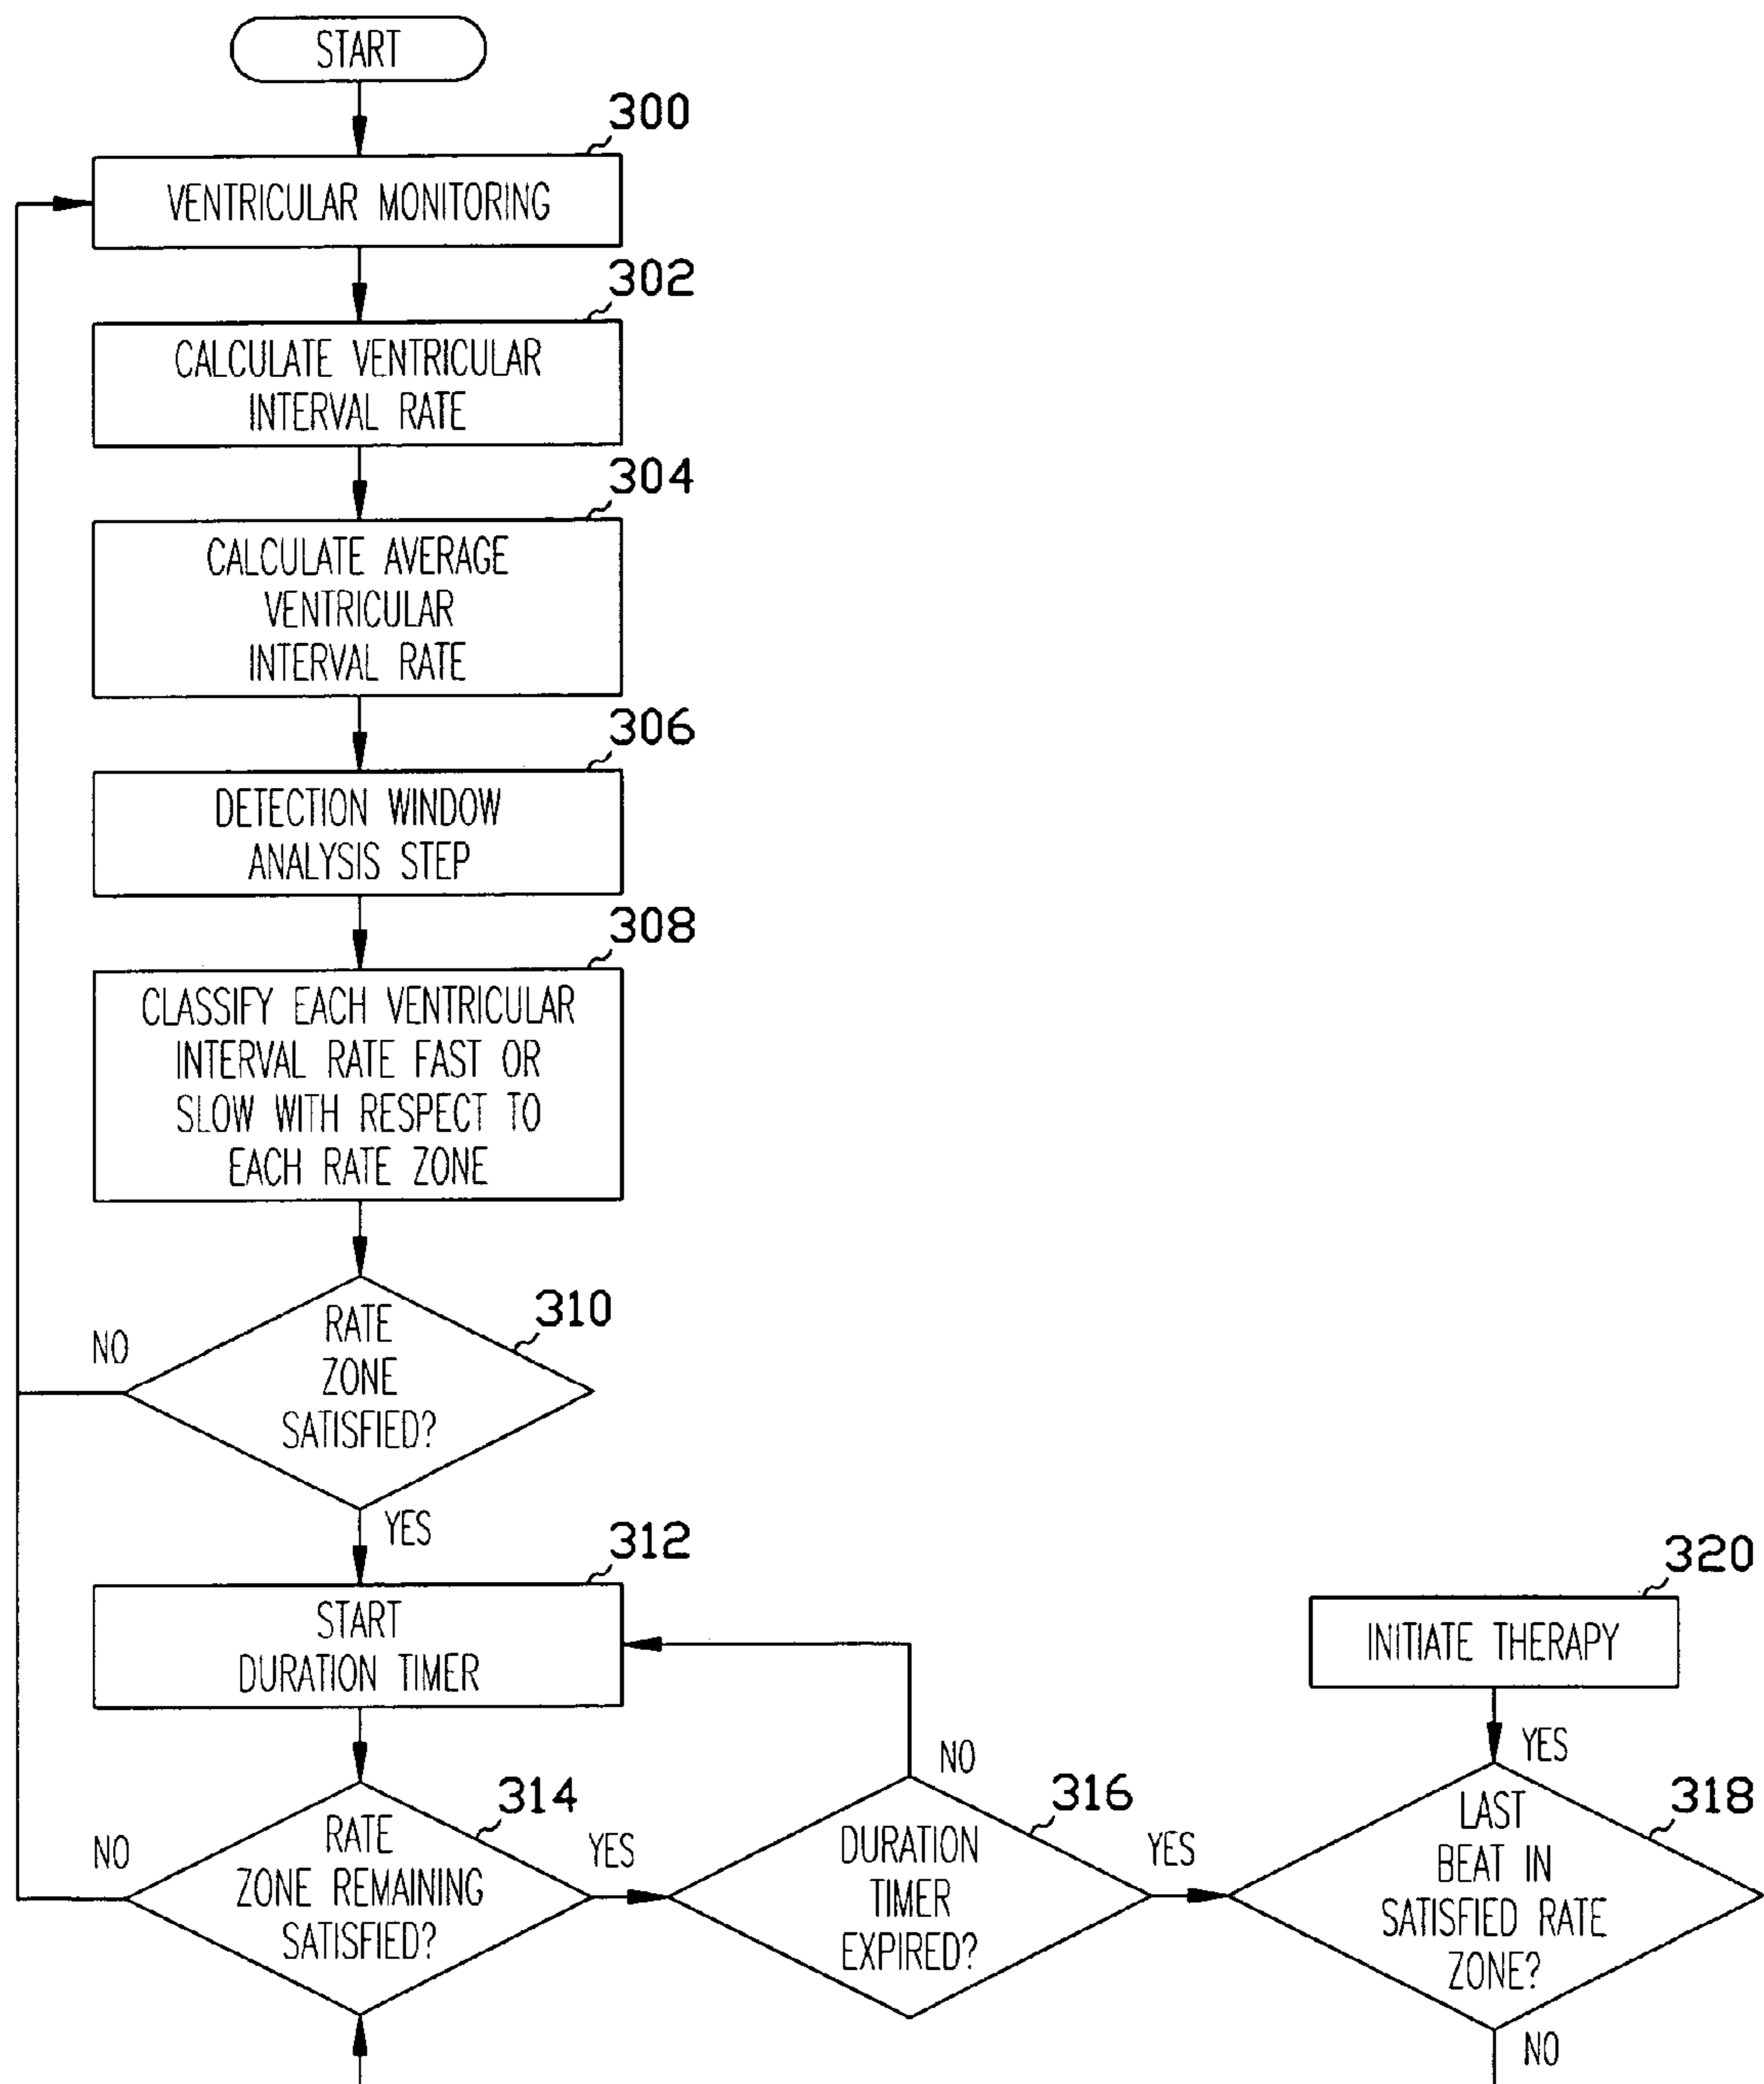 START
300
VENTRICULAR MONITORING
302
CALCULATE VENTRICULAR
INTERVAL RATE
304
CALCULATE AVERAGE
VENTRICULAR
INTERVAL RATE
306
DETECTION WINDOW
ANALYSIS STEP
308
CLASSIFY EACH VENTRICULAR
INTERVAL RATE FAST OR
SLOW WITH RESPECT TO
EACH RATE ZONE
310
RATE
ZONE
SATISFIED?
NO
YES
312
START
DURATION TIMER
314
RATE
ZONE REMAINING
SATISFIED?
NO
YES
316
DURATION
TIMER
EXPIRED?
NO
YES
320
INITIATE THERAPY
YES
318
LAST
BEAT IN
SATISFIED RATE
ZONE?
NO